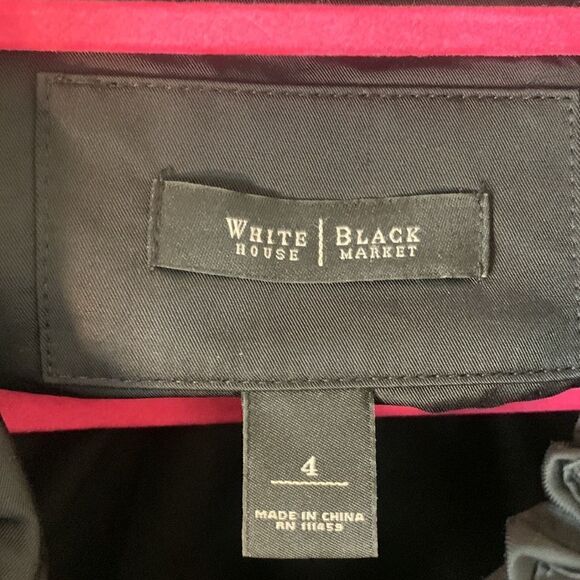 WHITE | BLACK
HOUSE | MARKET
4
MADE IN CHINA
RN 111459